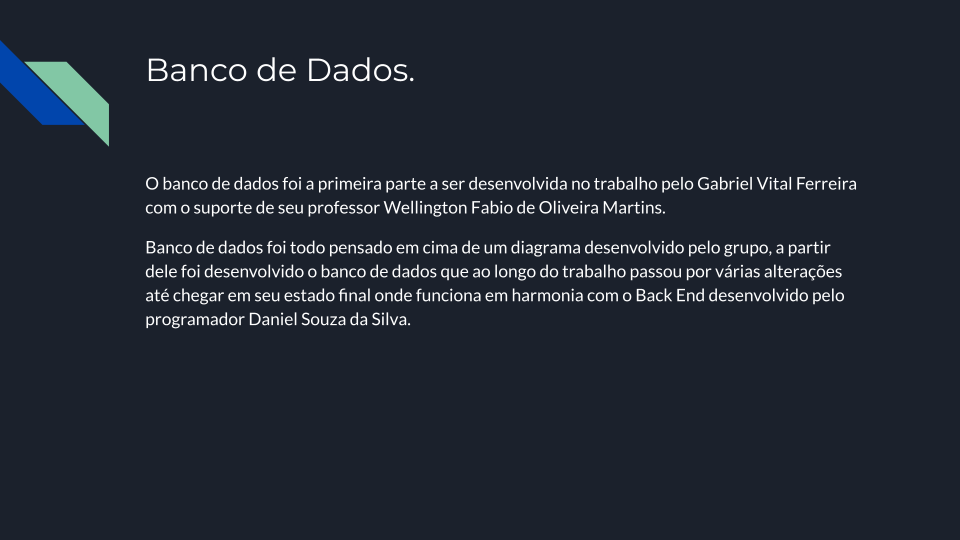 Banco de Dados.
O banco de dados foi a primeira parte a ser desenvolvida no trabalho pelo Gabriel Vital Ferreira
com o suporte de seu professor Wellington Fabio de Oliveira Martins.
Banco de dados foi todo pensado em cima de um diagrama desenvolvido pelo grupo, a partir
dele foi desenvolvido o banco de dados que ao longo do trabalho passou por várias alterações
até chegar em seu estado final onde funciona em harmonia com o Back End desenvolvido pelo
programador Daniel Souza da Silva.